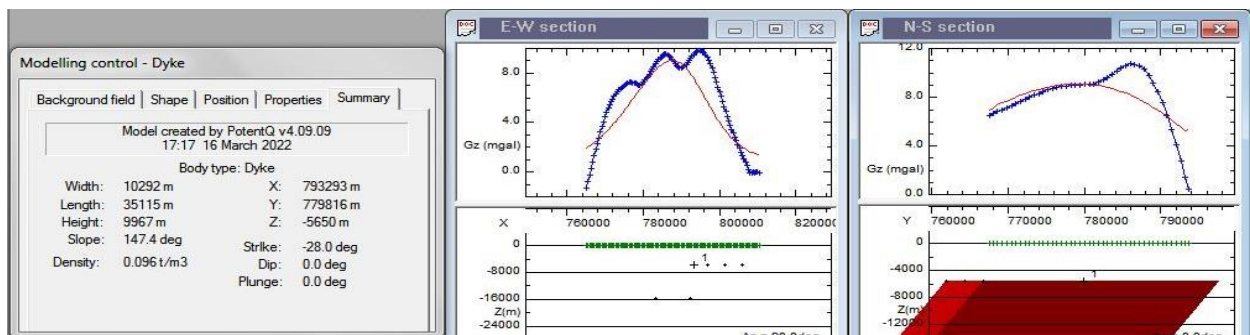 Modelling control - Dyke
Background field | Shape | Position | Properties | Summary
Model created by PotentQ v4.09.09
17:17 16 March 2022
Body type: Dyke
Width: 10292 m X: 793293 m
Length: 35115 m Y: 779816 m
Height: 9967 m Z: -5650 m
Slope: 147.4 deg Strike: -28.0 deg
Density: 0.096 t/m3 Dip: 0.0 deg
Plunge: 0.0 deg
E-W section
8.0
4.0
Gz (mgal)
0.0
X 760000 780000 800000 820000
0
1
-8000
-16000
Z(m)
-24000
N-S section
12.0
8.0
4.0
Gz (mgal)
0.0
Y 760000 770000 780000 790000
0
-4000
1
-8000
Z(m)
-12000